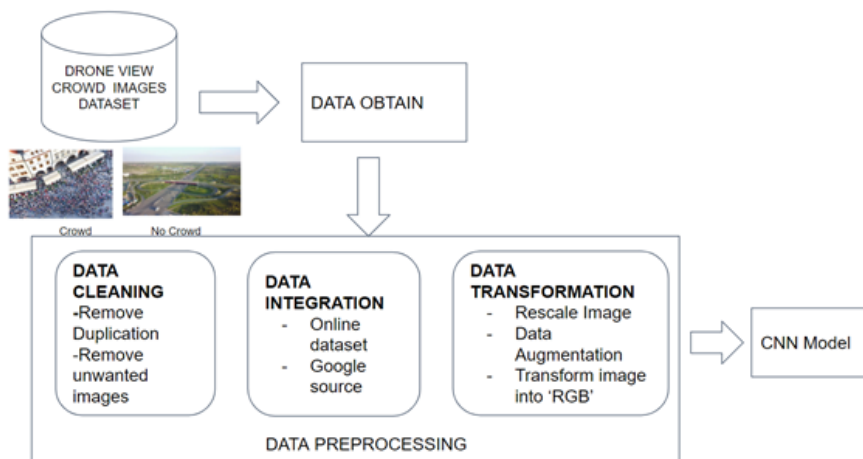 DRONE VIEW
CROWD IMAGES
DATASET
DATA OBTAIN
Crowd
No Crowd
DATA
CLEANING
-Remove
Duplication
-Remove
unwanted
images
DATA
INTEGRATION
- Online
dataset
- Google
source
DATA
TRANSFORMATION
- Rescale Image
- Data
Augmentation
- Transform image
into ‘RGB’
CNN Model
DATA PREPROCESSING